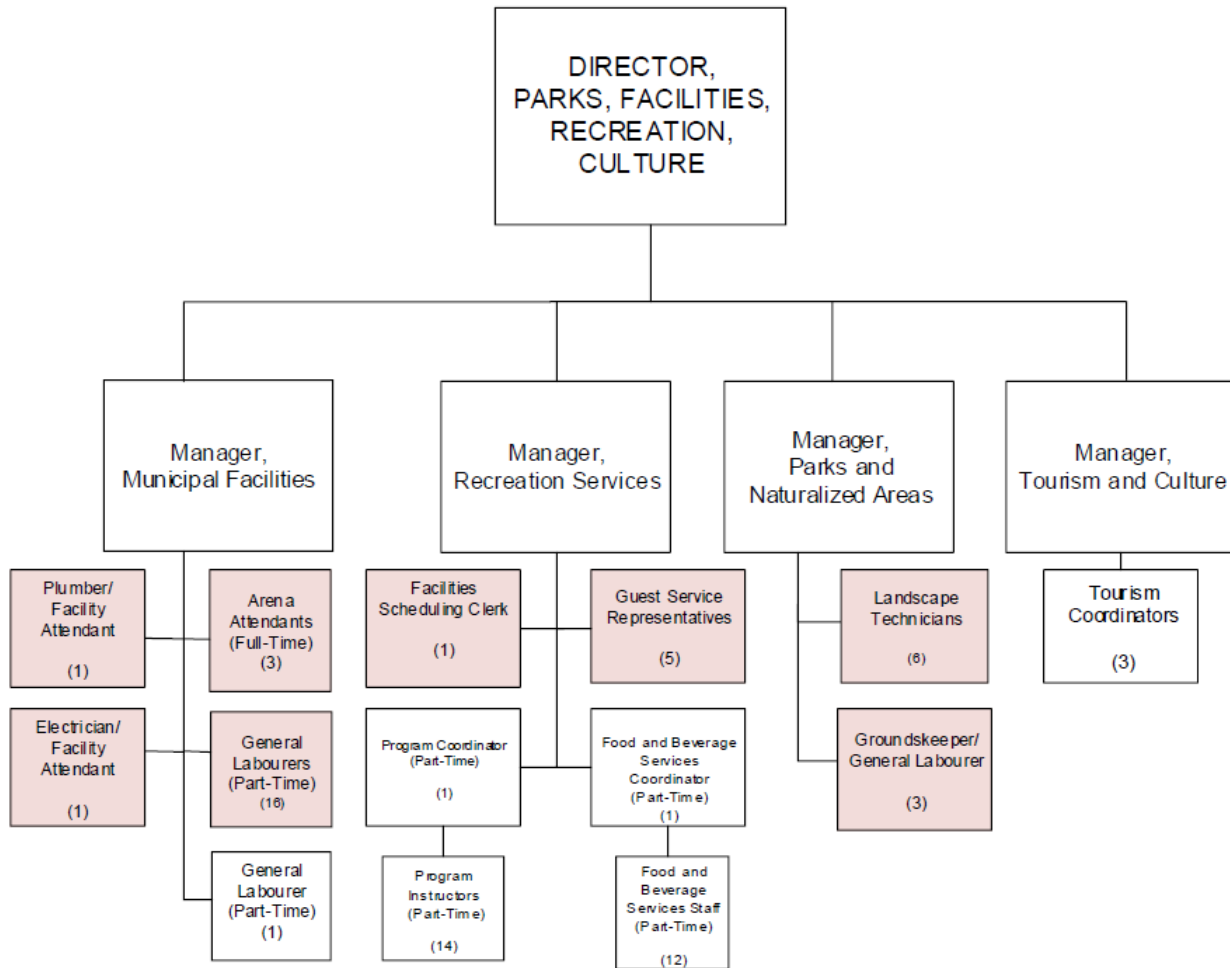 DIRECTOR,
PARKS, FACILITIES,
RECREATION,
CULTURE
Manager,
Municipal Facilities
Manager,
Recreation Services
Manager,
Parks and
Naturalized Areas
Manager,
Tourism and Culture
Plumber/
Facility
Attendant
(1)
Arena
Attendants
(Full-Time)
(3)
Facilities
Scheduling Clerk
(1)
Guest Service
Representatives
(5)
Landscape
Technicians
(6)
Tourism
Coordinators
(3)
Electrician/
Facility
Attendant
(1)
General
Labourers
(Part-Time)
(16)
Program Coordinator
(Part-Time)
(1)
Food and Beverage
Services
Coordinator
(Part-Time)
(1)
Groundskeeper/
General Labourer
(3)
General
Labourer
(Part-Time)
(1)
Program
Instructors
(Part-Time)
(14)
Food and
Beverage
Services Staff
(Part-Time)
(12)